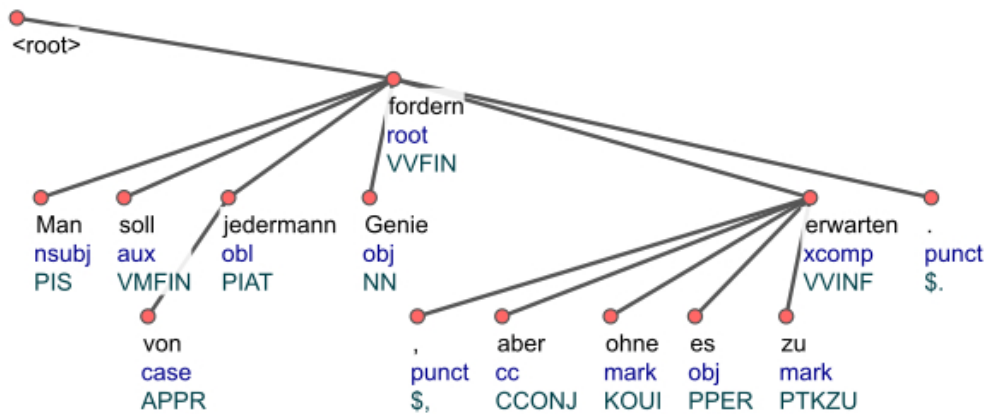 <root>
fordern
root
VVFIN
Man soll jedermann Genie erwarten .
nsubj aux obl obj xcomp punct
PIS VMFIN PIAT NN VVINF $.
von , aber ohne es zu
case punct cc mark obj mark
APPR $, CCONJ KOUI PPER PTKZU